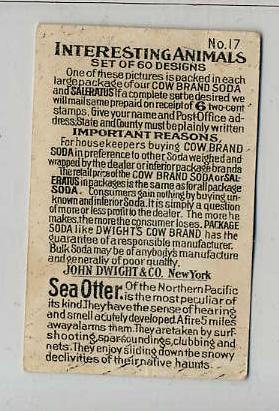 No. 17
INTERESTING ANIMALS
SET OF 60 DESIGNS
One of these pictures is packed in each
large package of our COW BRAND SODA
and SALERATUS If a complete set be desired we
will mail same prepaid on receipt of 6 two-cent
stamps. Give your name and Post Office ad-
dress, State and County must be plainly written
IMPORTANT REASONS,
For housekeepers buying COW BRAND
SODA in preference to other Soda weighed and
wrapped by the dealer or inferior package brands
The retail price of the COW BRAND SODA or SAL-
ERATUS in packages is the same as for all package
SODA. Consumers gain nothing by buying un-
known and inferior Soda. It is simply a question
of more or less profit to the dealer. The more he
makes, the more the consumer loses. PACKAGE
SODA like DWIGHT'S COW BRAND has the
guarantee of a responsible manufacturer.
Bulk Soda may be of anybody's manufacture
and generally of poor quality.
JOHN DWIGHT & CO. New York
Sea Otter. Of the Northern Pacific
is the most peculiar of
its kind. They have the sense of hearing
and smell acutely developed. A fire 5 miles
away alarms them. They are taken by surf-
shooting, spar-soundings, clubbing and
nets. They enjoy sliding down the snowy
declivities of their native haunts.